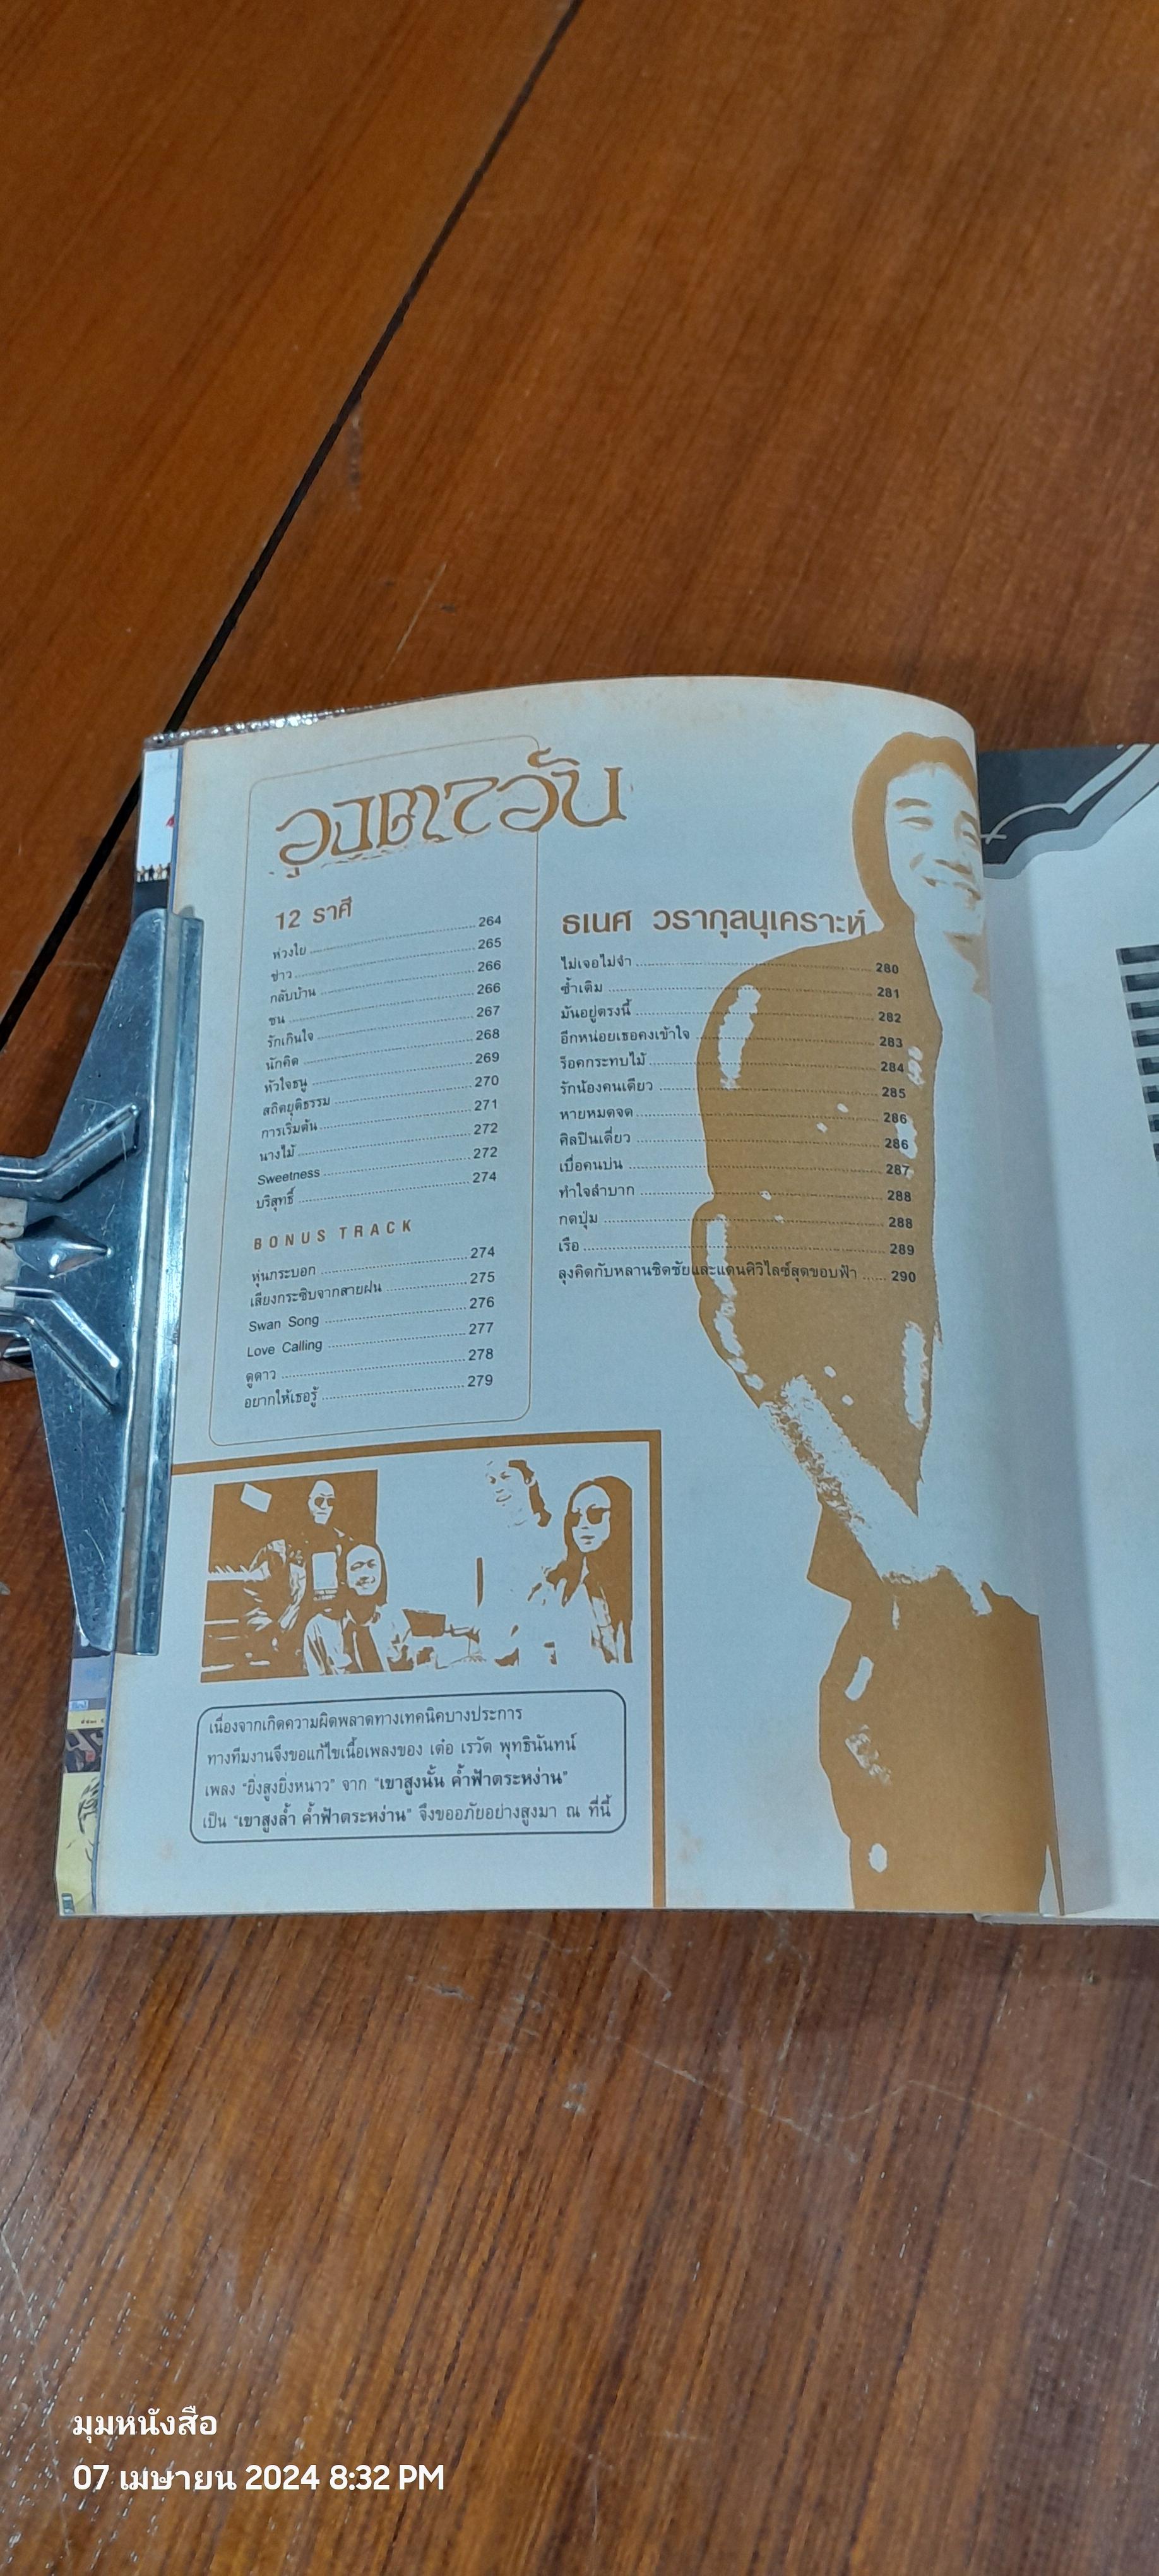 อุงตาวัน
12 ราศี
ห่วงใย 264
ข่าว 265
กลับบ้าน 266
ชน 266
รักเกินใจ 267
นักคิด 268
หัวใจธนู 269
สถิตยุติธรรม 270
การเริ่มต้น 271
นางไม้ 272
Sweetness 272
บริสุทธิ์ 274
BONUS TRACK
หุ่นกระบอก 274
เสียงกระซิบจากสายฝน 275
Swan Song 276
Love Calling 277
ดูดาว 278
อยากให้เธอรู้ 279
ธเนศ วรากุลนุเคราะห์
ไม่เจอไม่จำ 280
ซ้ำเติม 281
มันอยู่ตรงนี้ 282
อีกหน่อยเธอคงเข้าใจ 283
ร็อคกระทบไม้ 284
รักน้องคนเดียว 285
หายหมดจด 286
ศิลปินเดี่ยว 286
เบื่อคนบ่น 287
ทำใจลำบาก 288
กดปุ่ม 288
เรือ 289
ลุงคิดกับหลานชิดชัยและแดนศิวิไลซ์สุดขอบฟ้า 290
เนื่องจากเกิดความผิดพลาดทางเทคนิคบางประการ
ทางทีมงานจึงขอแก้ไขเนื้อเพลงของ เต๋อ เรวัต พุทธินันทน์
เพลง “ยิ่งสูงยิ่งหนาว” จาก “เขาสูงนั้น ค้ำฟ้าตระหง่าน”
เป็น “เขาสูงล้ำ ค้ำฟ้าตระหง่าน” จึงขออภัยอย่างสูงมา ณ ที่นี้
มุมหนังสือ
07 เมษายน 2024 8:32 PM